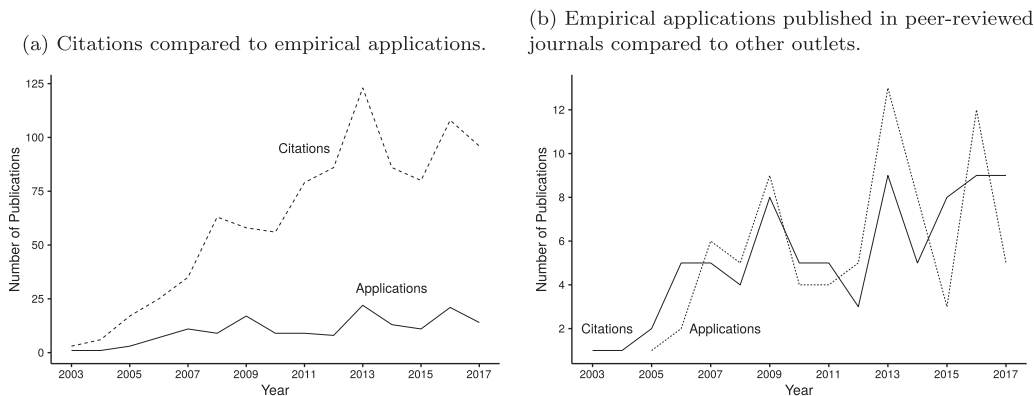 (a) Citations compared to empirical applications.
(b) Empirical applications published in peer-reviewed
journals compared to other outlets.
125
100
75
50
25
0
Number of Publications
Citations
Applications
2003 2005 2007 2009 2011 2013 2015 2017
Year
12
10
8
6
4
2
Number of Publications
Citations Applications
2003 2005 2007 2009 2011 2013 2015 2017
Year